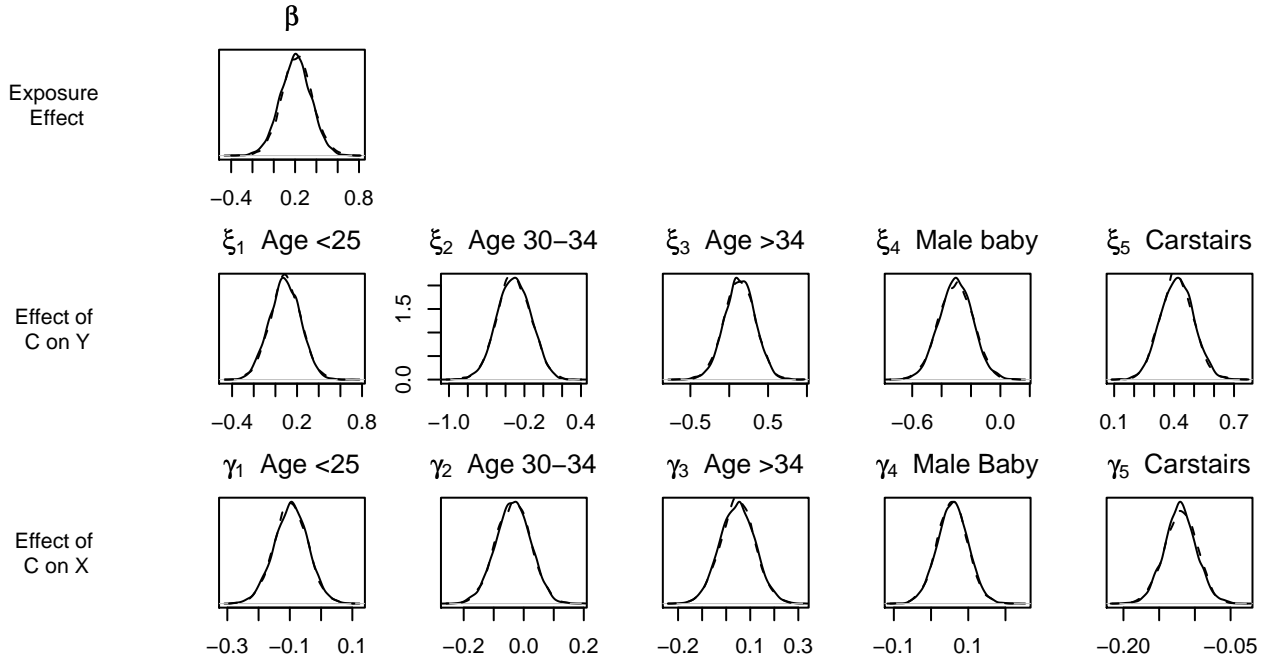 β
Exposure
Effect
−0.4 0.2 0.8
ξ1 Age <25 ξ2 Age 30−34 ξ3 Age >34 ξ4 Male baby ξ5 Carstairs
Effect of
C on Y
0.0 1.5
−0.4 0.2 0.8 −1.0 −0.2 0.4 −0.5 0.5 −0.6 0.0 0.1 0.4 0.7
γ1 Age <25 γ2 Age 30−34 γ3 Age >34 γ4 Male Baby γ5 Carstairs
Effect of
C on X
−0.3 −0.1 0.1 −0.2 0.0 0.2 −0.2 0.1 0.3 −0.1 0.1 −0.20 −0.05